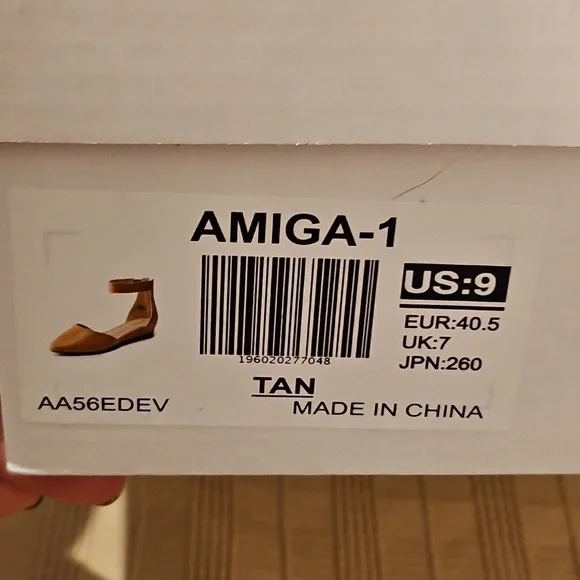 AMIGA-1
US:9
EUR:40.5
UK:7
JPN:260
196020277048
TAN
AA56EDEV
MADE IN CHINA